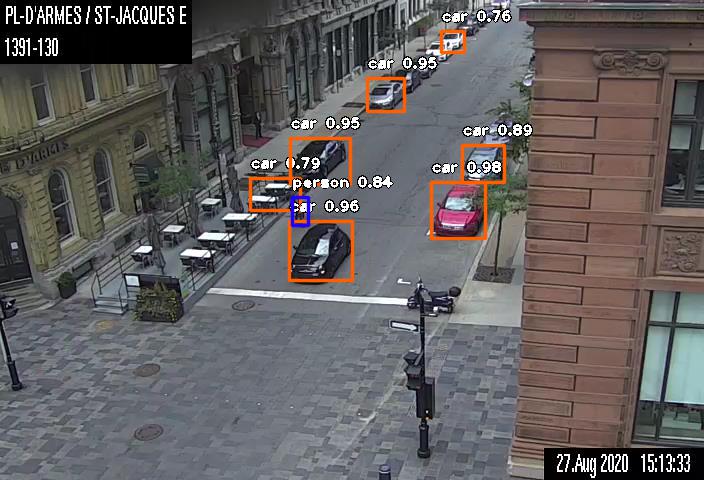 PL-D'ARMES / ST-JACQUES E
1391-130
car 0.76
car 0.95
car 0.95
car 0.89
car 0.79
car 0.98
person 0.84
car 0.96
D'ARMES
27.Aug 2020 15:13:33